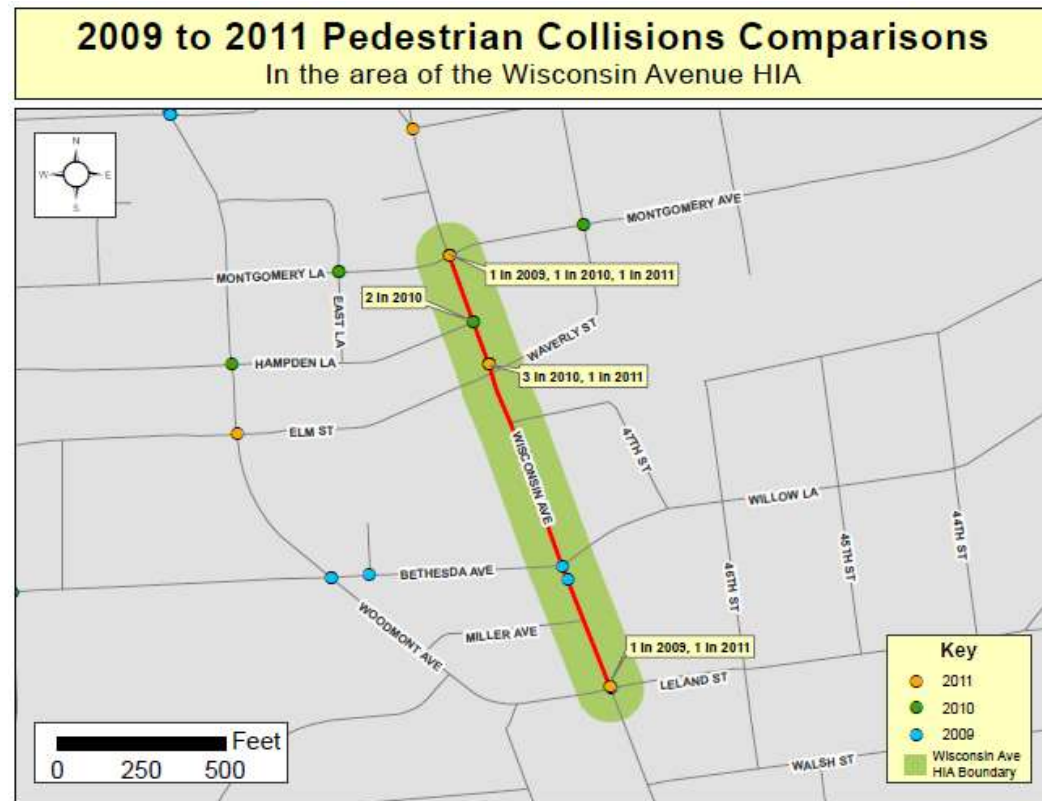 2009 to 2011 Pedestrian Collisions Comparisons
In the area of the Wisconsin Avenue HIA
N
W
E
S
MONTGOMERY AVE
MONTGOMERY LA
1 in 2009, 1 in 2010, 1 in 2011
2 in 2010
EAST LA
WAVERLY ST
HAMPDEN LA
3 in 2010, 1 in 2011
ELM ST
WISCONSIN AVE
47TH ST
WILLOW LA
44TH ST
45TH ST
46TH ST
BETHESDA AVE
WOODMONT AVE
MILLER AVE
1 in 2009, 1 in 2011
LELAND ST
Key
2011
2010
2009
Wisconsin Ave
HIA Boundary
WALSH ST
Feet
0 250 500